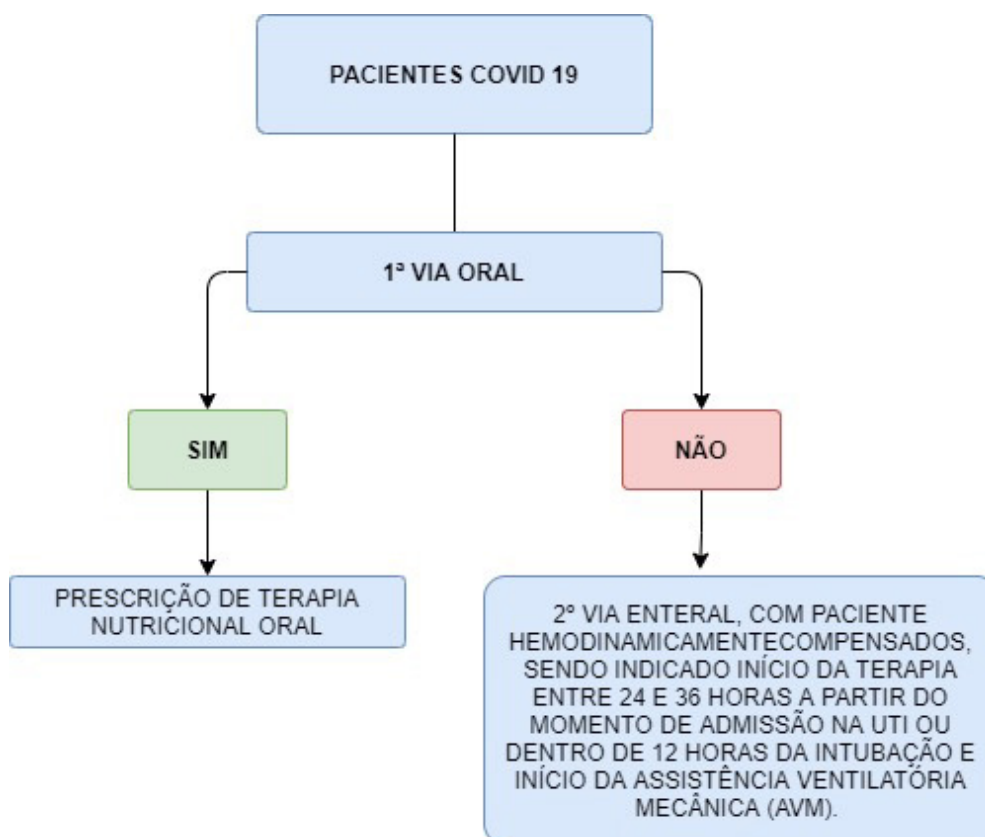 PACIENTES COVID 19
1ª VIA ORAL
SIM
NÃO
PRESCRIÇÃO DE TERAPIA
NUTRICIONAL ORAL
2º VIA ENTERAL, COM PACIENTE
HEMODINAMICAMENTECOMPENSADOS,
SENDO INDICADO INÍCIO DA TERAPIA
ENTRE 24 E 36 HORAS A PARTIR DO
MOMENTO DE ADMISSÃO NA UTI OU
DENTRO DE 12 HORAS DA INTUBAÇÃO E
INÍCIO DA ASSISTÊNCIA VENTILATÓRIA
MECÂNICA (AVM).